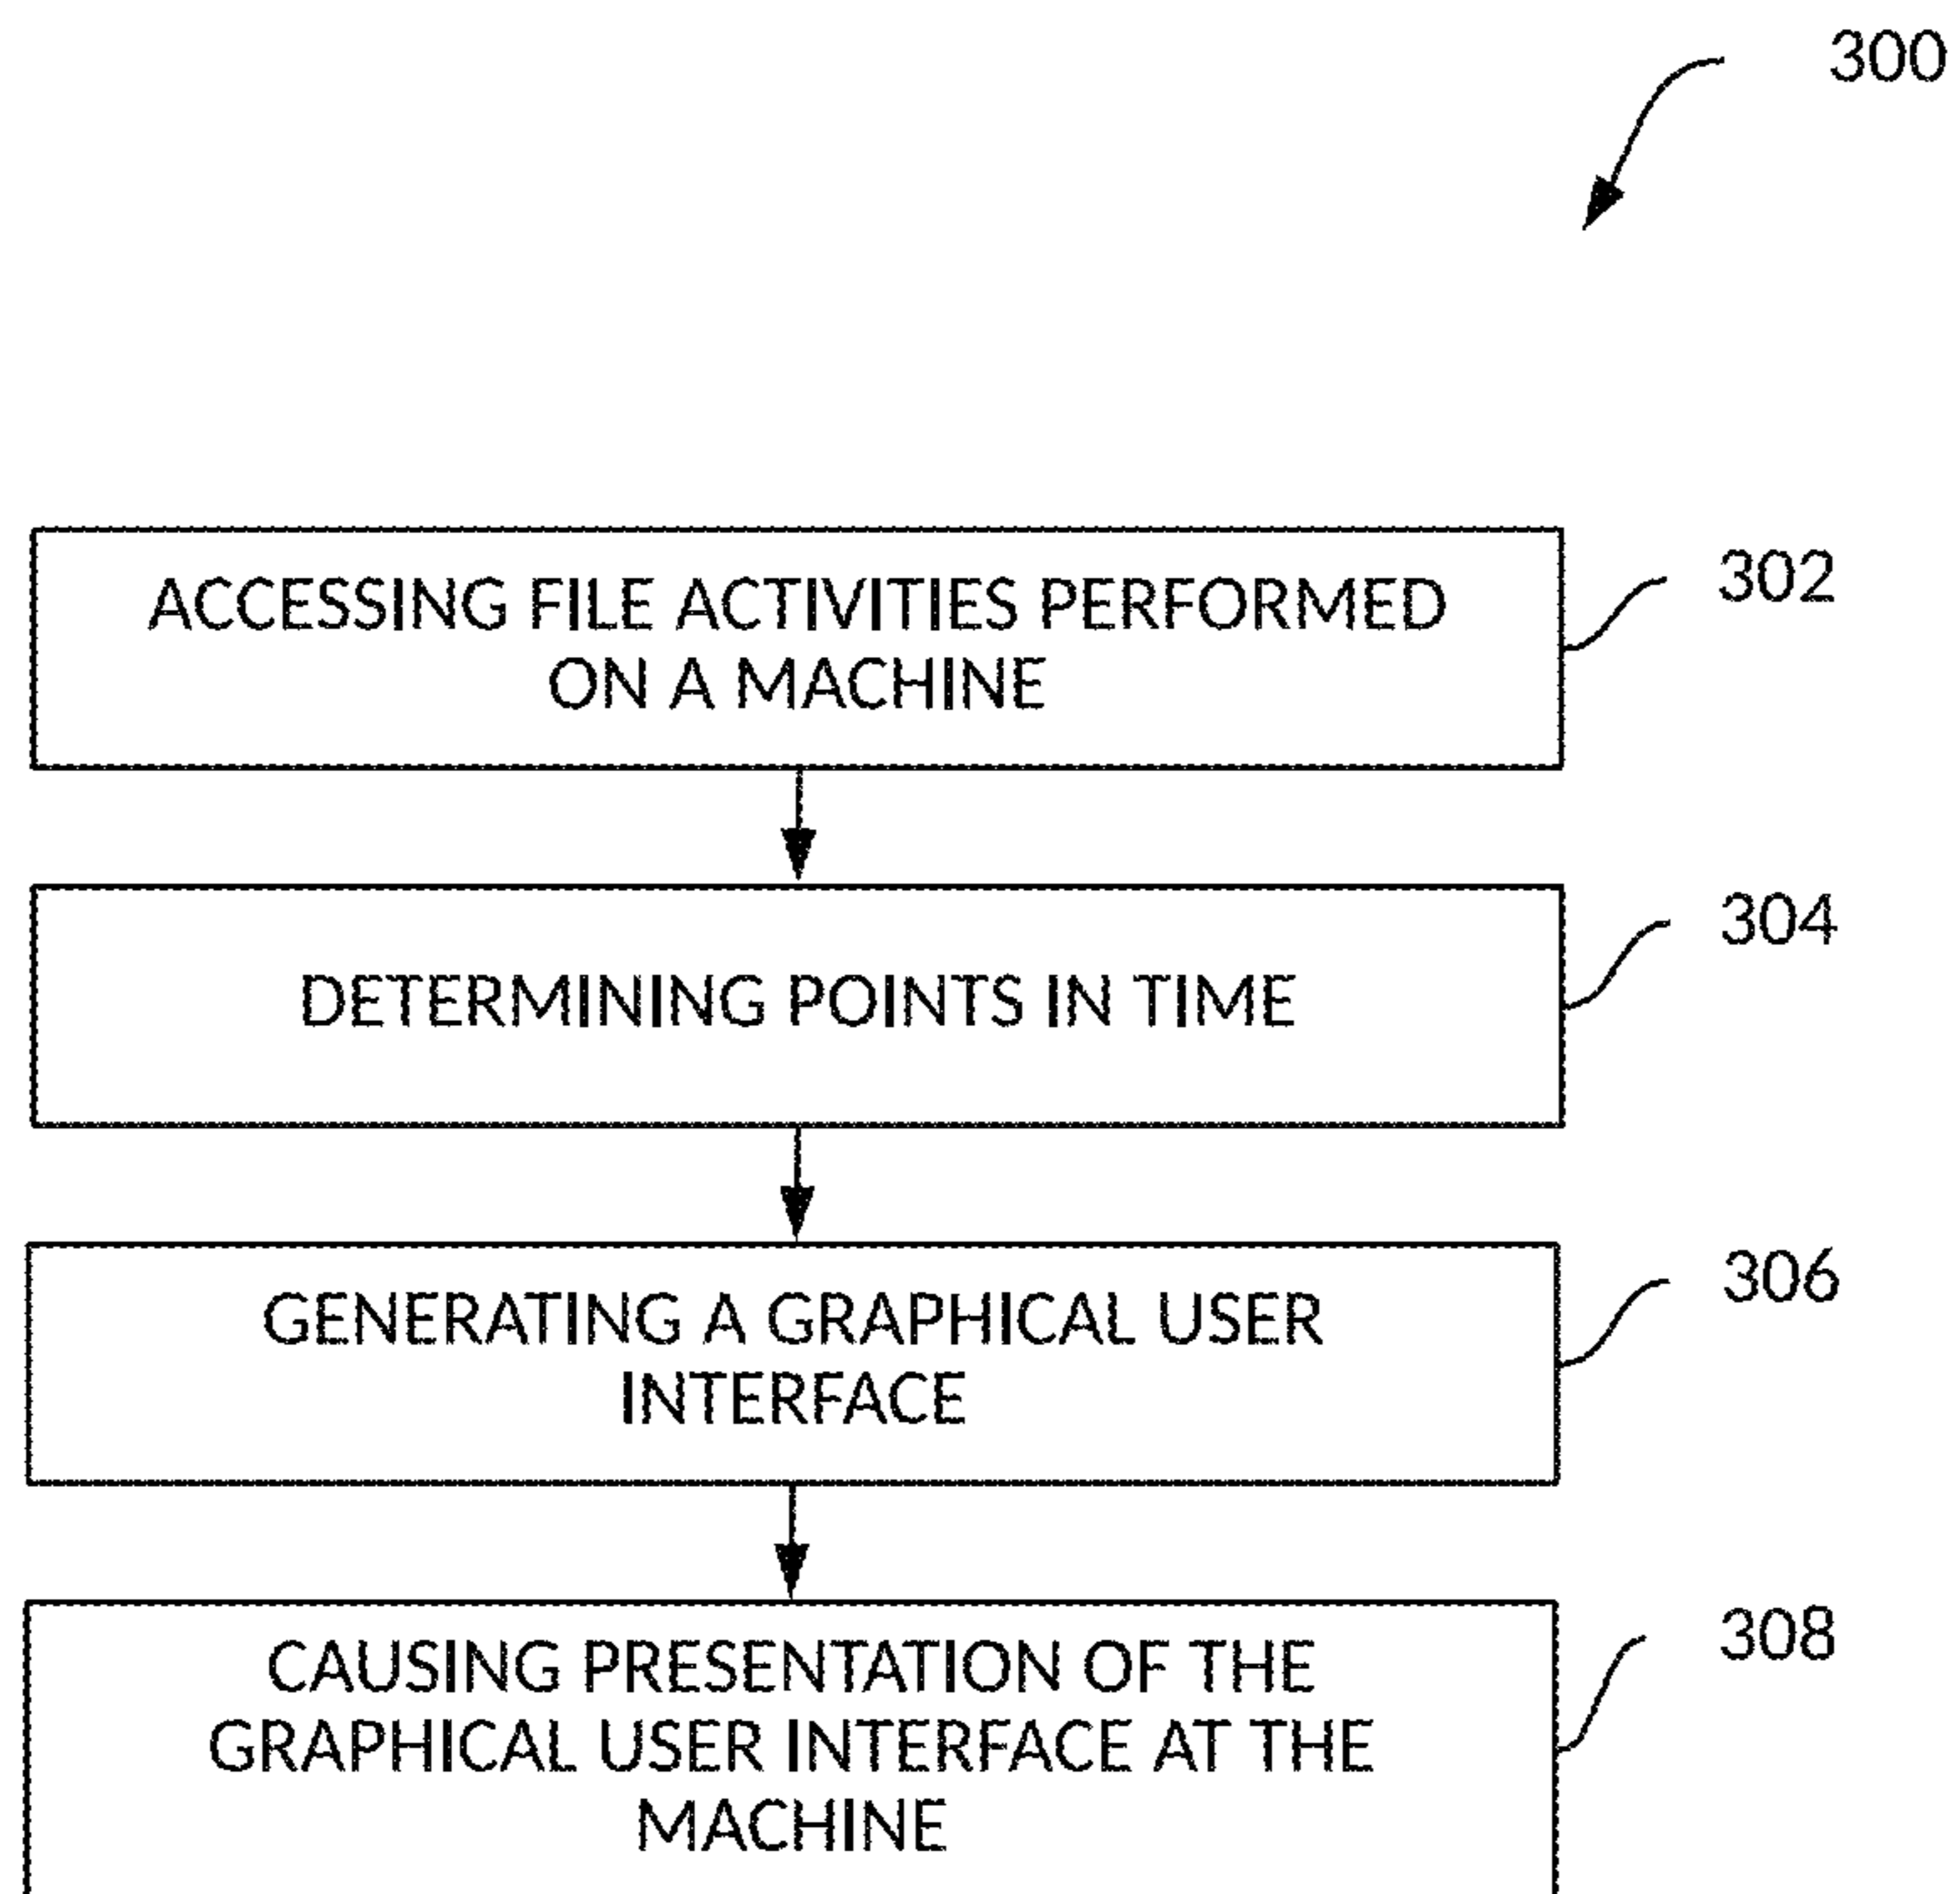 300
ACCESSING FILE ACTIVITIES PERFORMED
ON A MACHINE
302
DETERMINING POINTS IN TIME
304
GENERATING A GRAPHICAL USER
INTERFACE
306
CAUSING PRESENTATION OF THE
GRAPHICAL USER INTERFACE AT THE
MACHINE
308